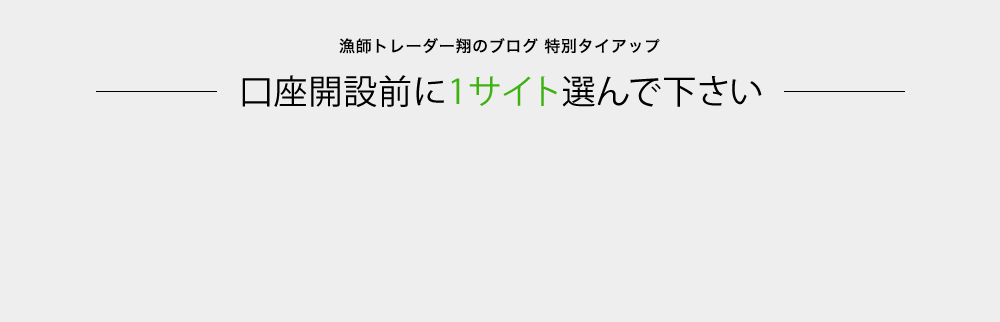 漁師トレーダー翔のブログ 特別タイアップ
口座開設前に1サイト選んで下さい